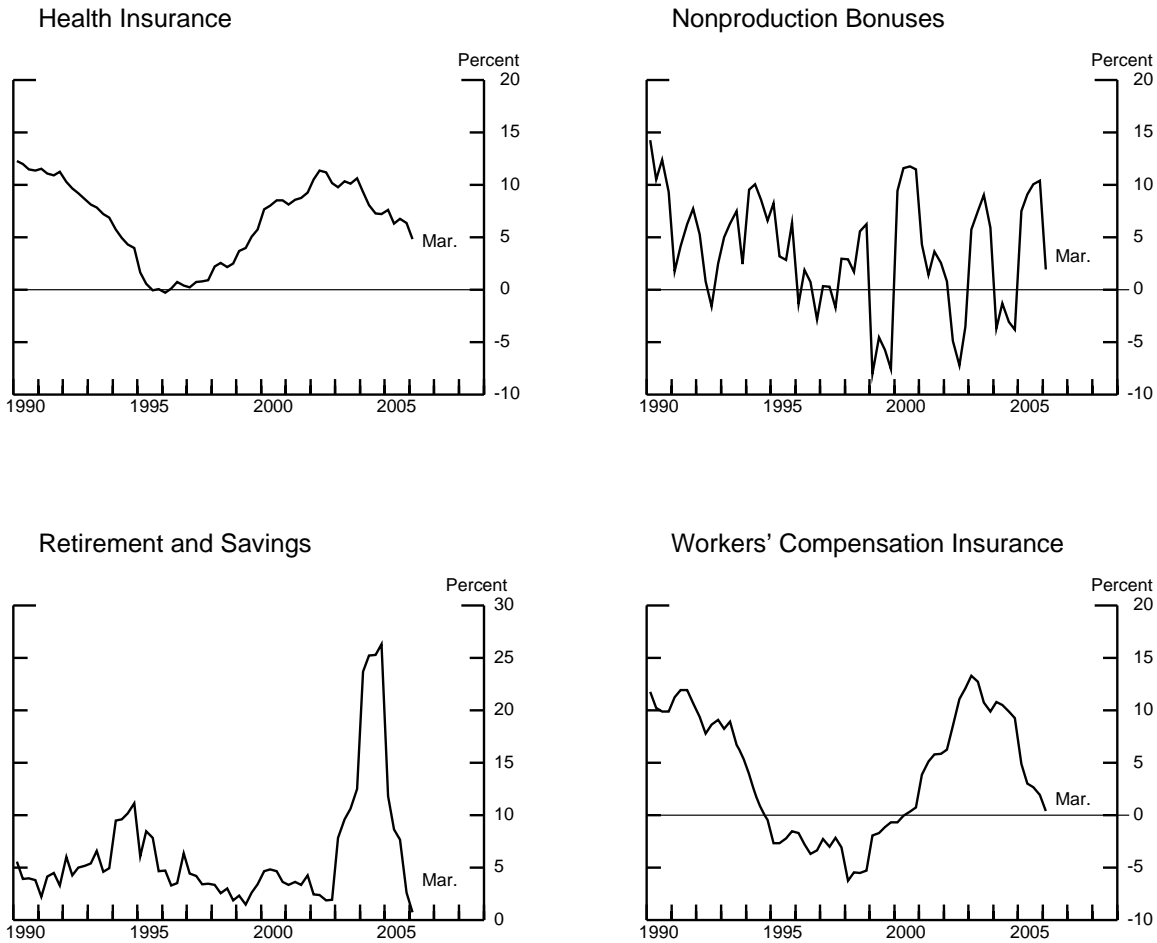 Health Insurance
Percent
20
15
10
5
0
-5
-10
Mar.
1990 1995 2000 2005
Nonproduction Bonuses
Percent
20
15
10
5
0
-5
-10
Mar.
1990 1995 2000 2005
Retirement and Savings
Percent
30
25
20
15
10
5
0
Mar.
1990 1995 2000 2005
Workers’ Compensation Insurance
Percent
20
15
10
5
0
-5
-10
Mar.
1990 1995 2000 2005